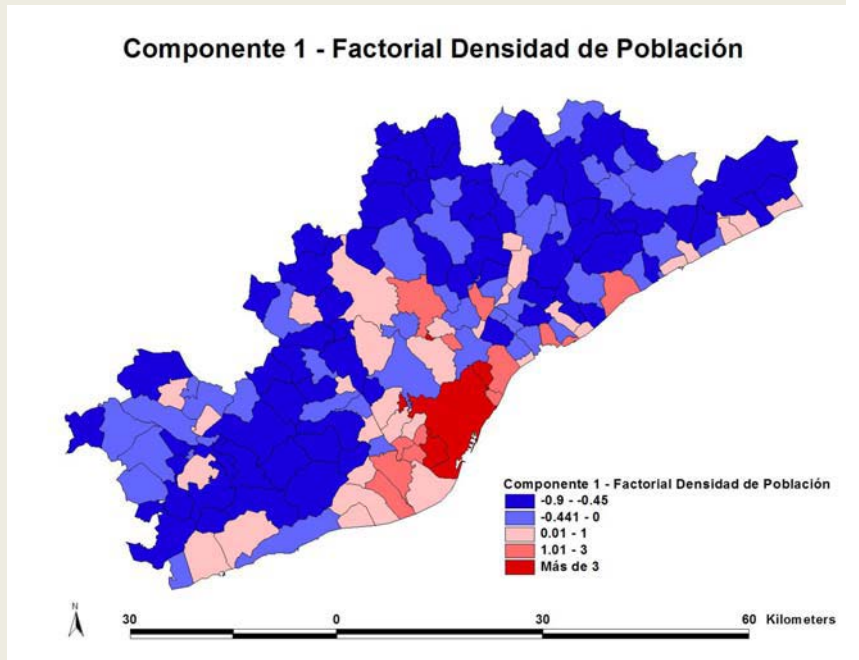 Componente 1 - Factorial Densidad de Población
Componente 1 - Factorial Densidad de Población
-0.9 - -0.45
-0.441 - 0
0.01 - 1
1.01 - 3
Más de 3
N
30 0 30 60 Kilometers